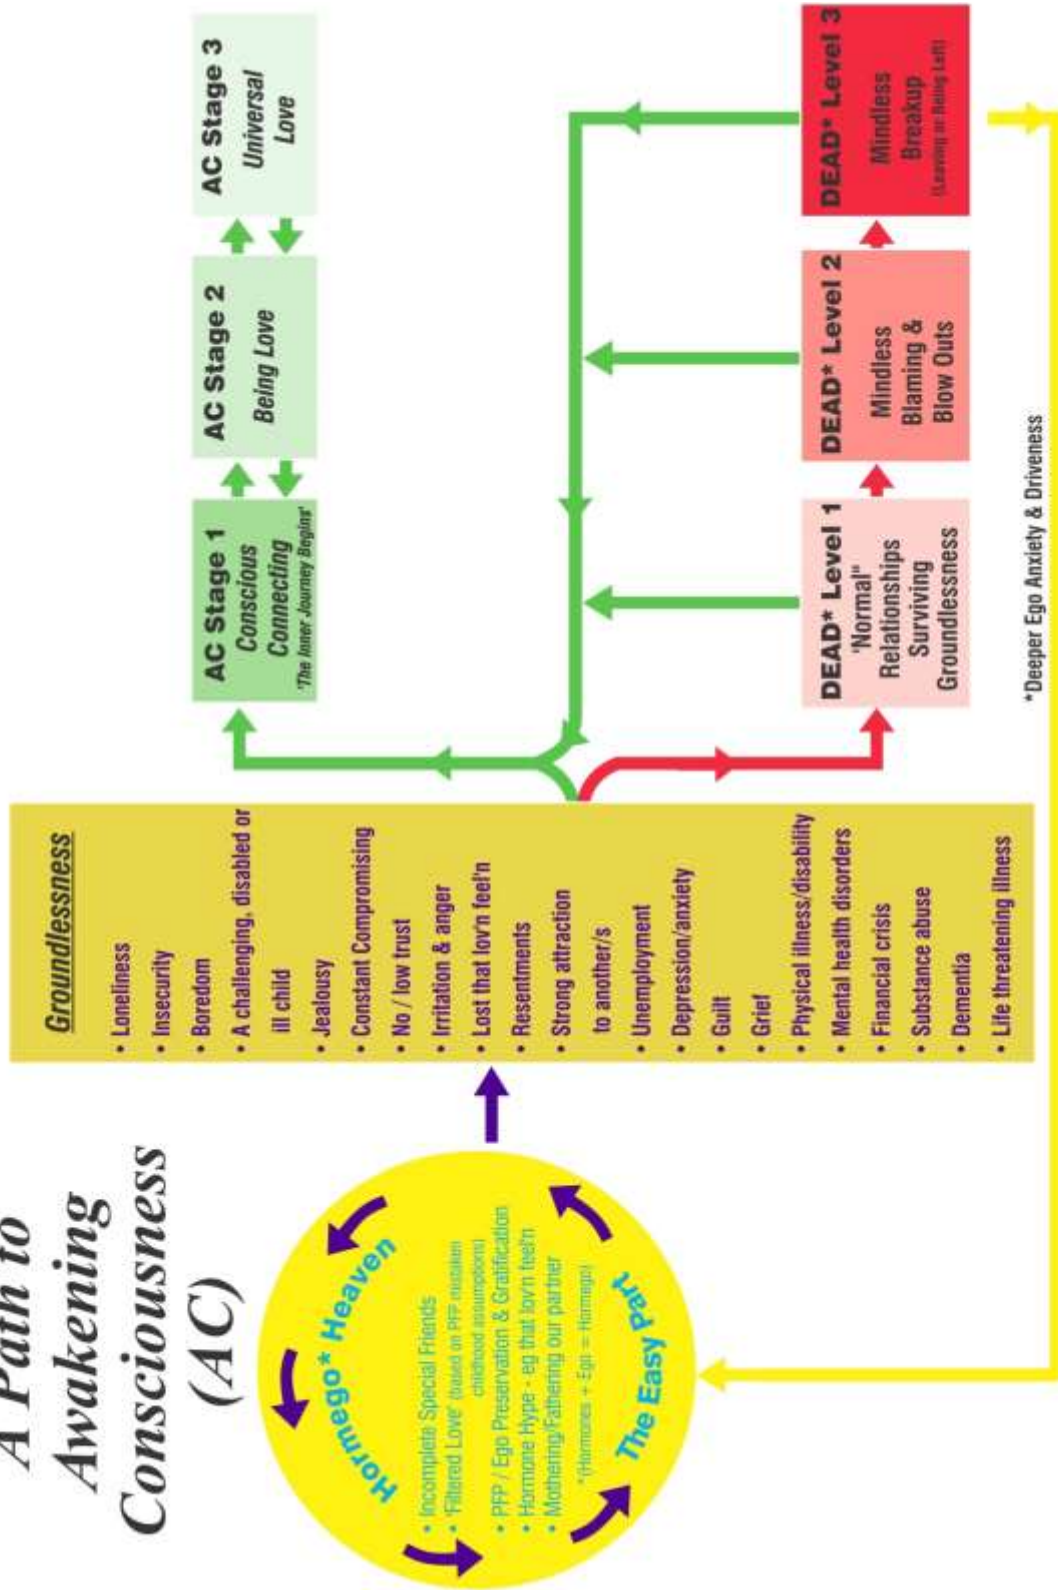 A Path to
Awakening
Consciousness
(AC)
Hormego* Heaven
• Incomplete Special Friends
• 'Filtered Love' (based on PFP mistaken
childhood assumptions)
• PFP / Ego Preservation & Gratification
• Hormone Hype - eg that lov'n feel'n
• Mothering/Fathering our partner
*(Hormones + Ego = Hormego)
The Easy Part
Groundlessness
• Loneliness
• Insecurity
• Boredom
• A challenging, disabled or
ill child
• Jealousy
• Constant Compromising
• No / low trust
• Irritation & anger
• Lost that lov'n feel'n
• Resentments
• Strong attraction
to another/s
• Unemployment
• Depression/anxiety
• Guilt
• Grief
• Physical illness/disability
• Mental health disorders
• Financial crisis
• Substance abuse
• Dementia
• Life threatening illness
AC Stage 1
Conscious
Connecting
'The Inner Journey Begins'
AC Stage 2
Being Love
AC Stage 3
Universal
Love
DEAD* Level 1
'Normal"
Relationships
Surviving
Groundlessness
DEAD* Level 2
Mindless
Blaming &
Blow Outs
DEAD* Level 3
Mindless
Breakup
(Leaving or Being Left)
*Deeper Ego Anxiety & Driveness